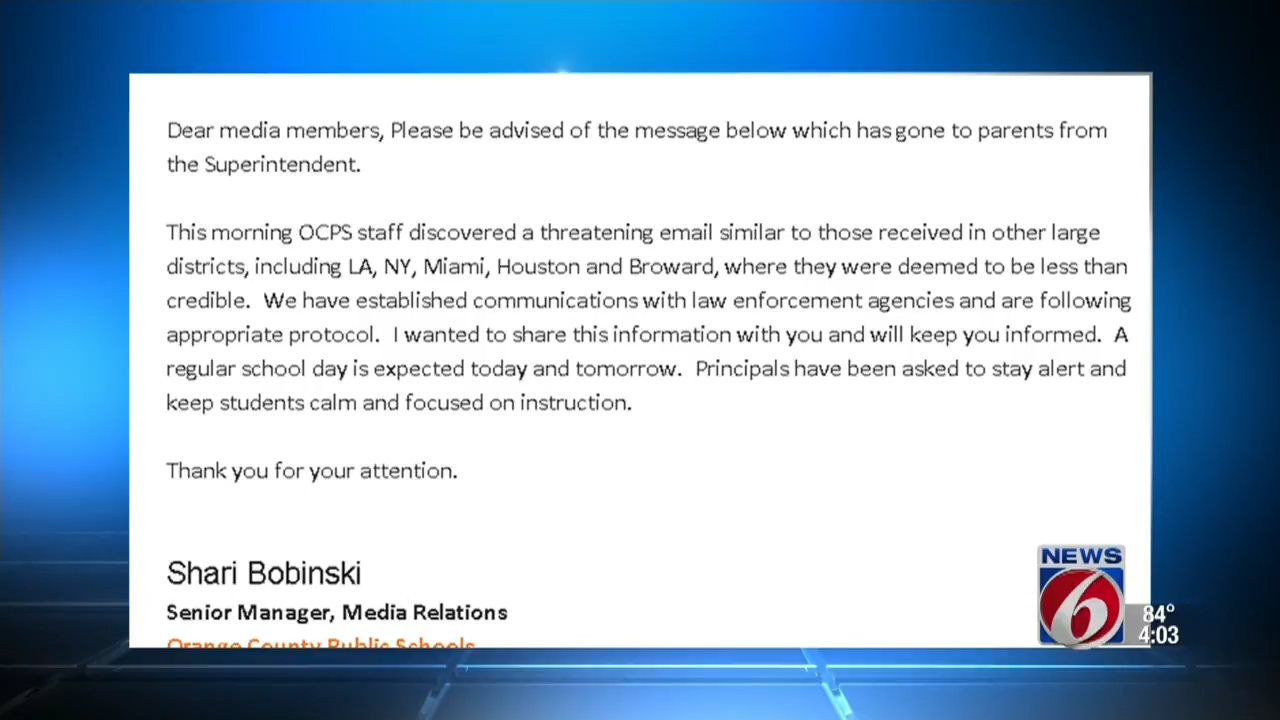 Dear media members, Please be advised of the message below which has gone to parents from
the Superintendent.
This morning OCPS staff discovered a threatening email similar to those received in other large
districts, including LA, NY, Miami, Houston and Broward, where they were deemed to be less than
credible. We have established communications with law enforcement agencies and are following
appropriate protocol. I wanted to share this information with you and will keep you informed. A
regular school day is expected today and tomorrow. Principals have been asked to stay alert and
keep students calm and focused on instruction.
Thank you for your attention.
Shari Bobinski
Senior Manager, Media Relations
Orange County Public Schools
NEWS
6
84°
4:03